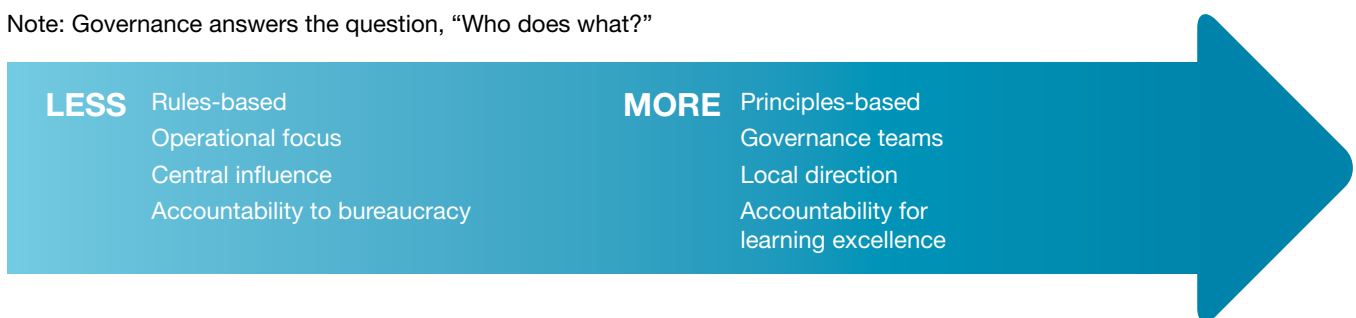 Note: Governance answers the question, “Who does what?”
LESS
Rules-based
Operational focus
Central influence
Accountability to bureaucracy
MORE
Principles-based
Governance teams
Local direction
Accountability for
learning excellence